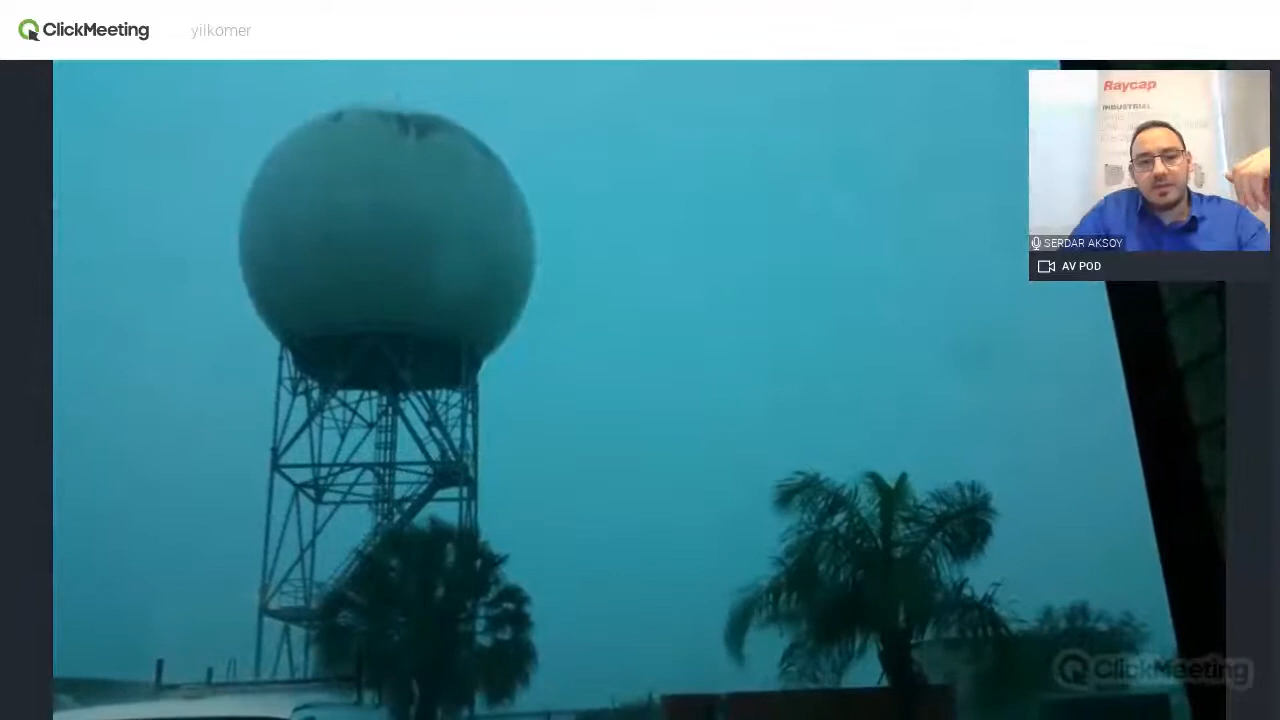 ClickMeeting
yilkomer
Raycap
INDUSTRIAL
SERDAR AKSOY
AV POD
ClickMeeting